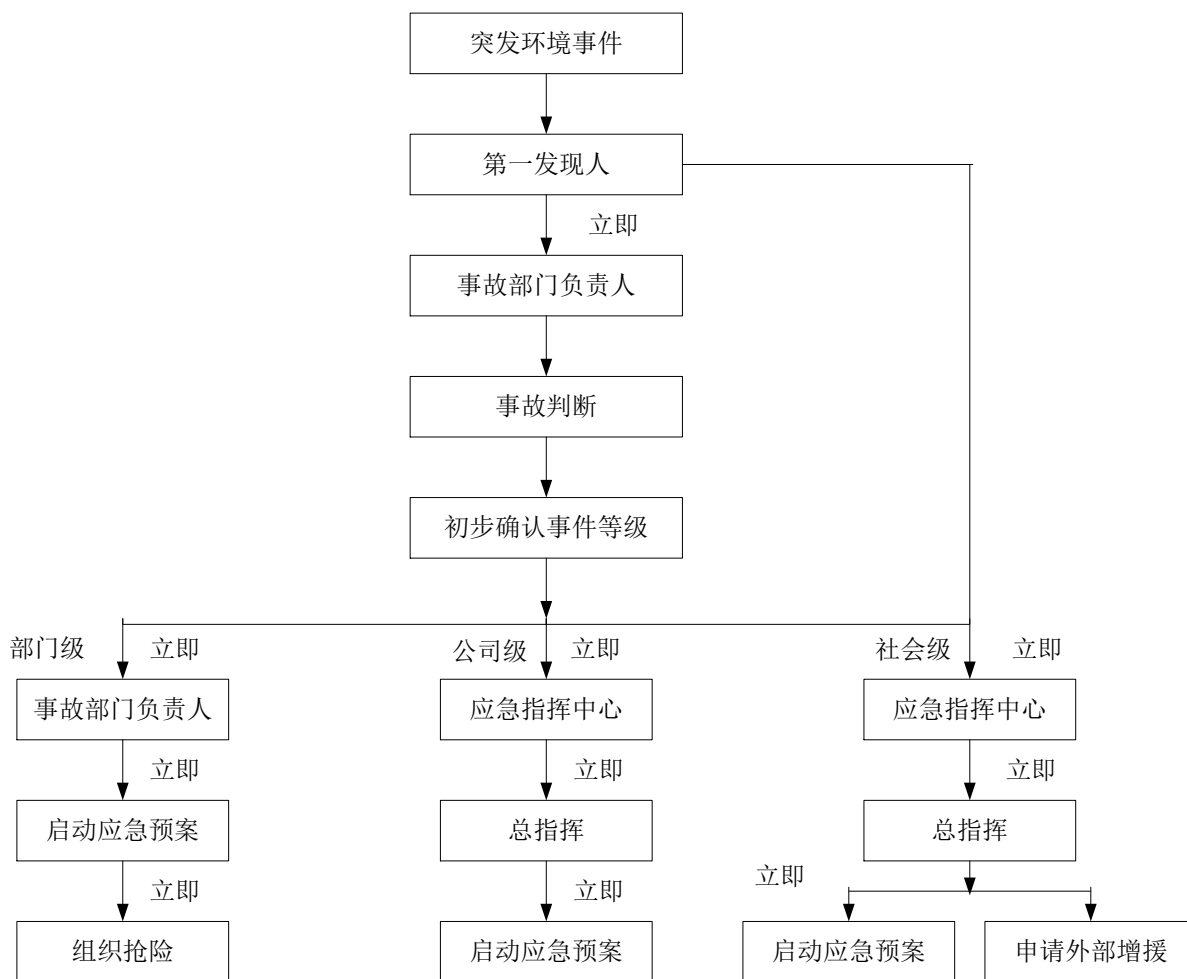 突发环境事件
第一发现人
立即
事故部门负责人
事故判断
初步确认事件等级
部门级 立即 公司级 立即 社会级 立即
事故部门负责人 应急指挥中心 应急指挥中心
立即 立即 立即
启动应急预案 总指挥 总指挥
立即 立即 立即
组织抢险 启动应急预案 启动应急预案 申请外部增援